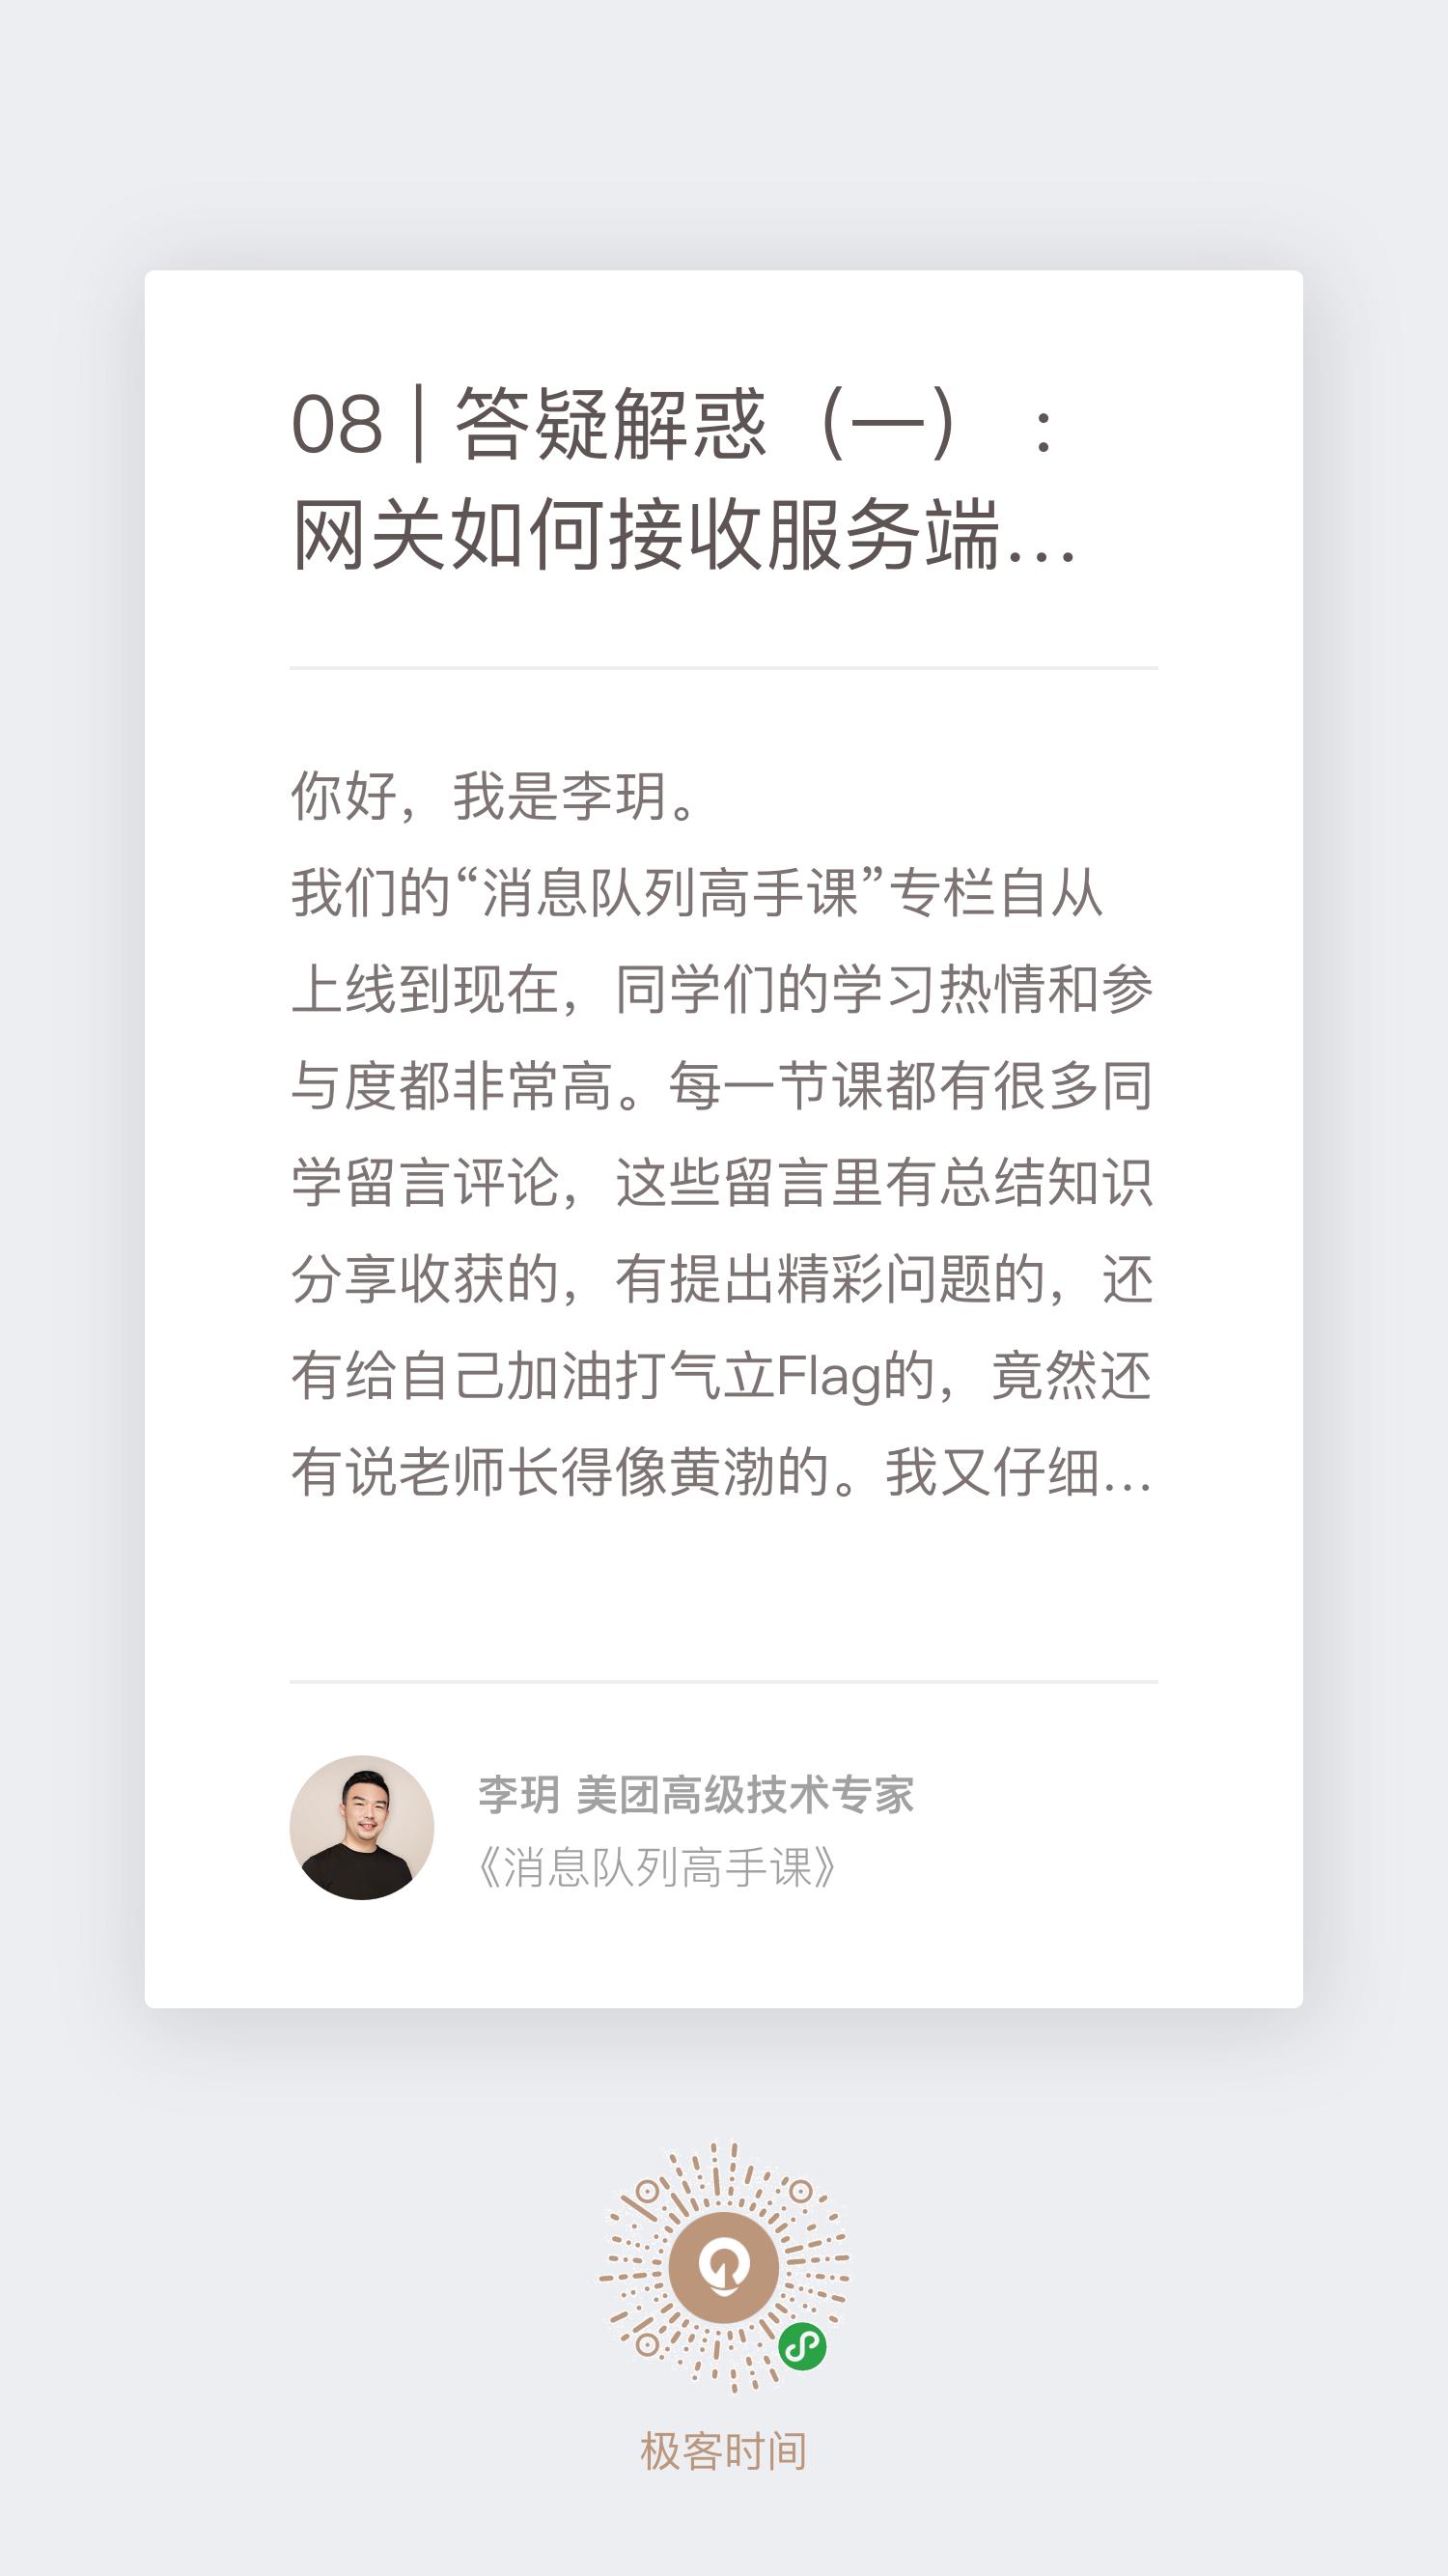 08 | 答疑解惑（一）：
网关如何接收服务端…
你好，我是李玥。
我们的“消息队列高手课”专栏自从
上线到现在，同学们的学习热情和参
与度都非常高。每一节课都有很多同
学留言评论，这些留言里有总结知识
分享收获的，有提出精彩问题的，还
有给自己加油打气立Flag的，竟然还
有说老师长得像黄渤的。我又仔细…
李玥 美团高级技术专家
《消息队列高手课》
极客时间